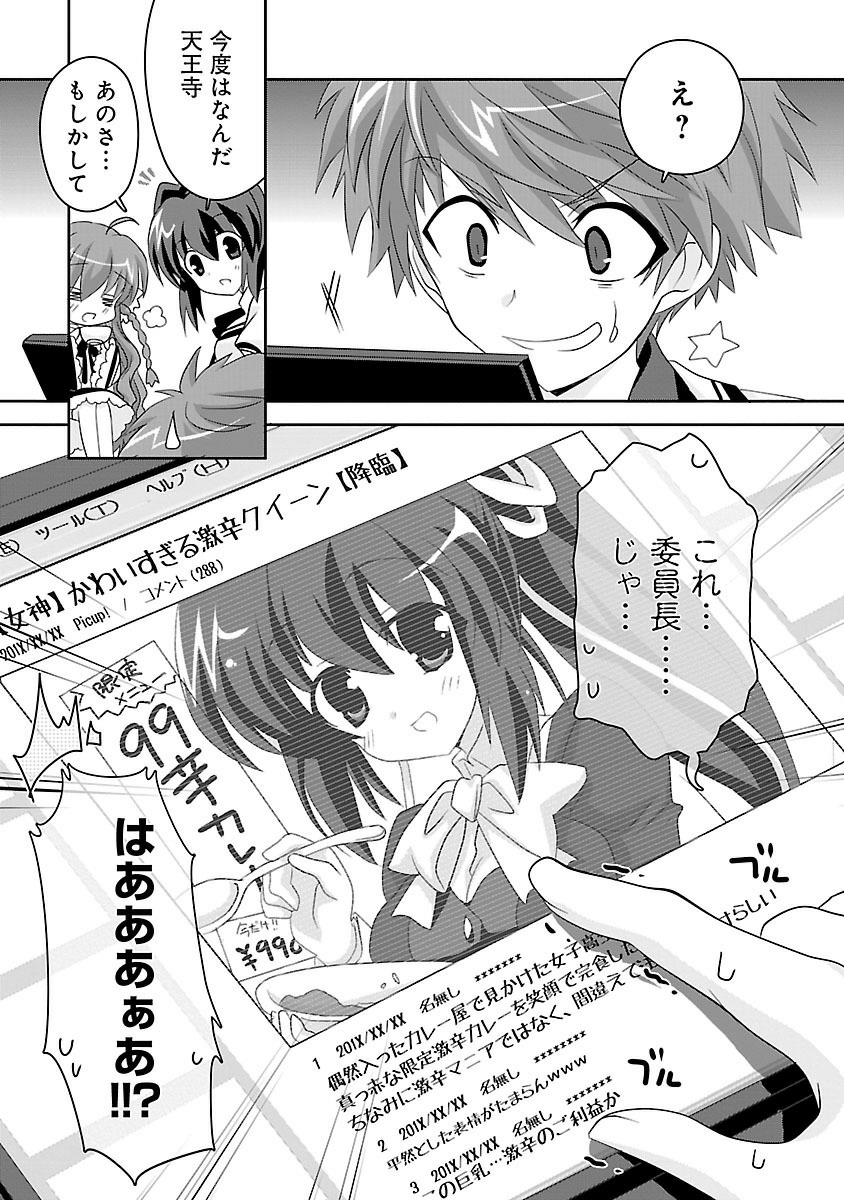 え?
今度はなんだ
天王寺
あのさ…
もしかして
ツール(T)
ヘルプ(H)
【女神】かわいすぎる激辛クイーン【降臨】
201X/XX/XX Picup! / コメント(288)
限定
メニュー
99辛カレー
今だけ!!
¥990
これ…
委員長……
じゃ…
ブル
ブル
はあああぁあ!!?
1 201X/XX/XX 名無し *******
偶然入ったカレー屋で見かけた女子高
真っ赤な限定激辛カレーを笑顔で完食した
ちなみに激辛マニアではなく、間違えて
らしい
2 201X/XX/XX 名無し ********
平然とした表情がたまらんwww
3 201X/XX/XX 名無し *******
この巨乳…激辛のご利益か